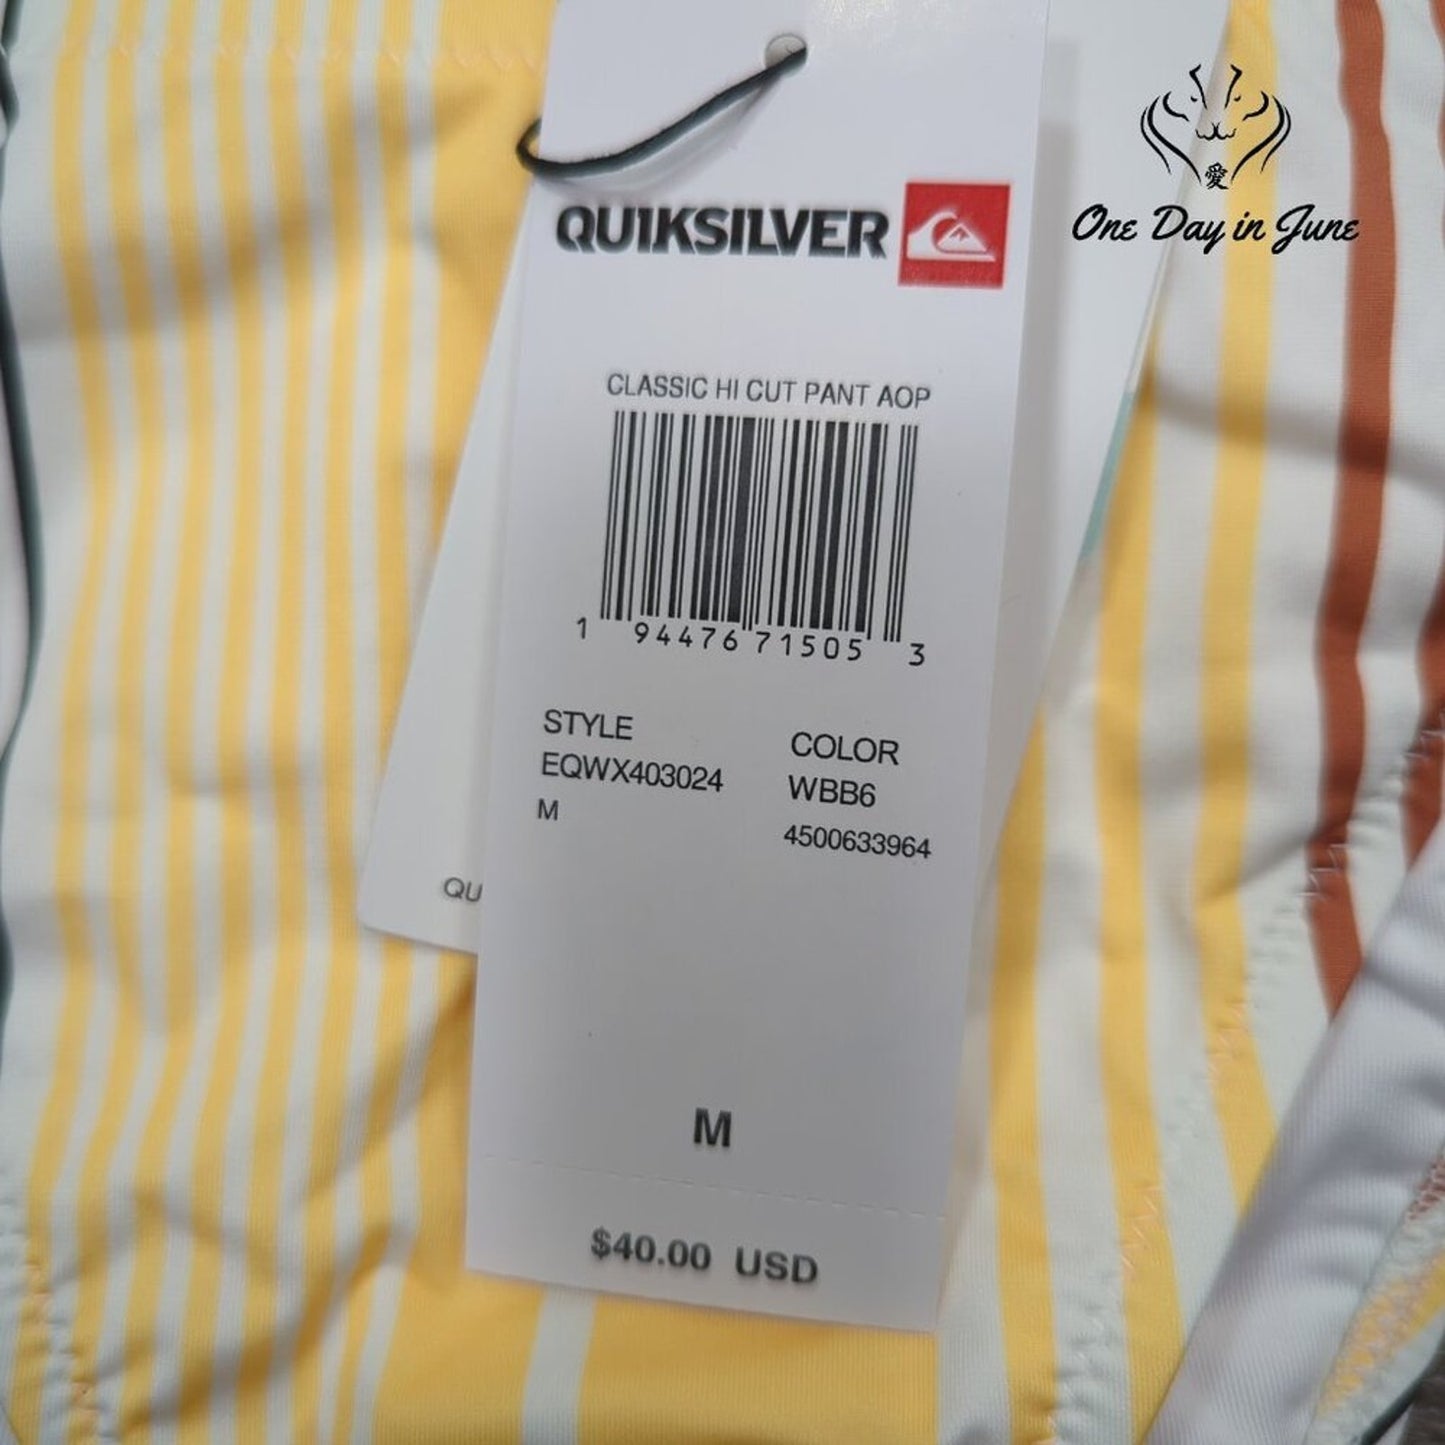 愛
One Day in June
QUIKSILVER
CLASSIC HI CUT PANT AOP
1 94476 71505 3
STYLE
EQWX403024
M
COLOR
WBB6
4500633964
QU
M
$40.00 USD